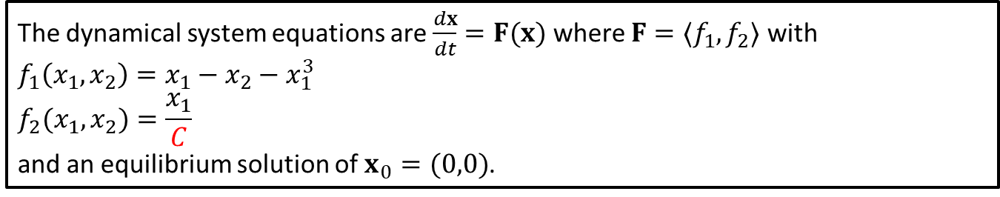 The dynamical system equations are $\frac{d\mathbf{x}}{dt} = \mathbf{F}(\mathbf{x})$ where $\mathbf{F} = \langle f_1, f_2 \rangle$ with
$f_1(x_1, x_2) = x_1 - x_2 - x_1^3$
$f_2(x_1, x_2) = \frac{x_1}{C}$
and an equilibrium solution of $\mathbf{x}_0 = (0,0)$.